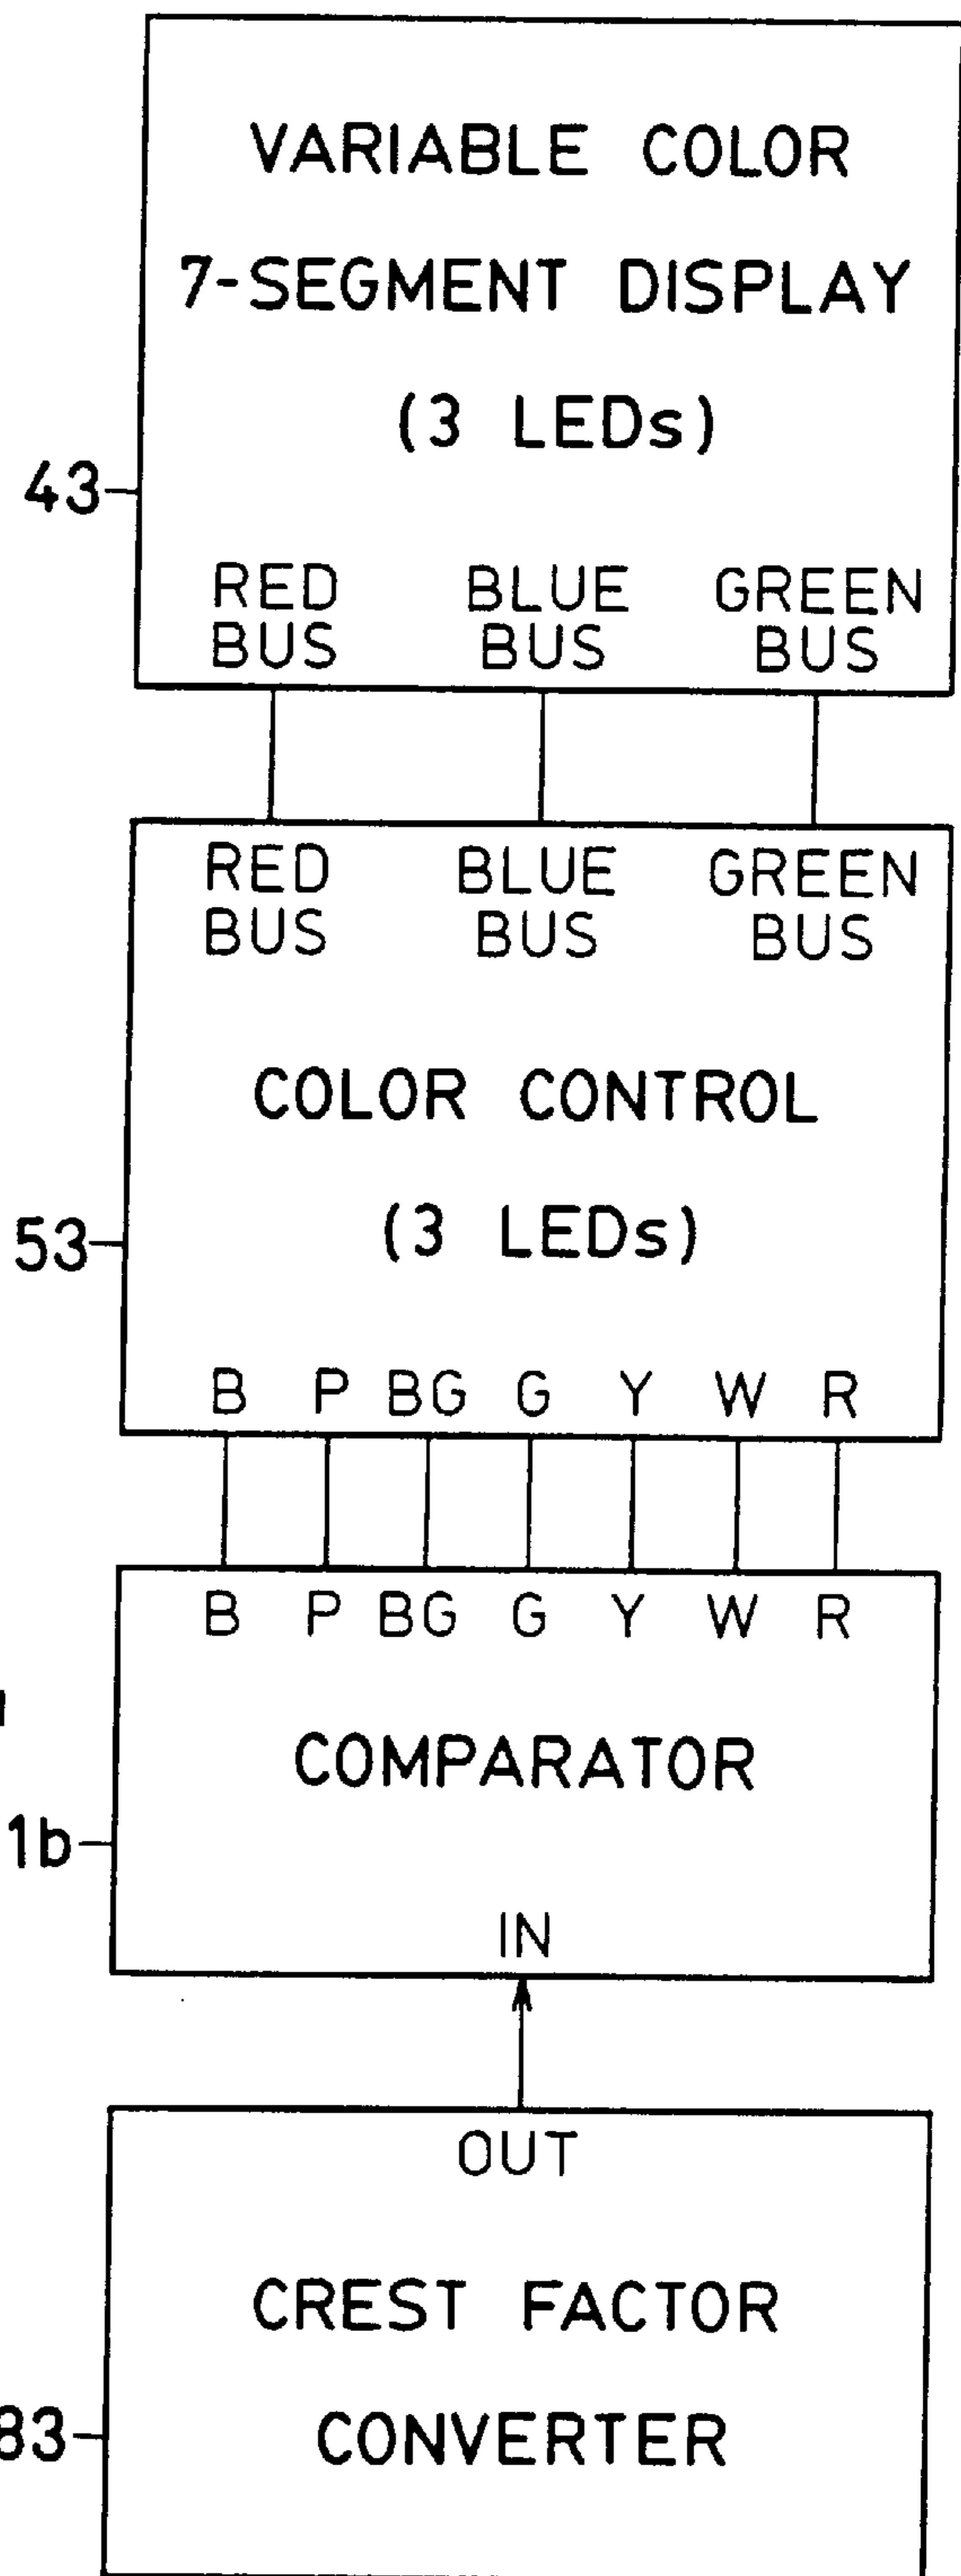 VARIABLE COLOR
7-SEGMENT DISPLAY
(3 LEDs)
43
RED BLUE GREEN
BUS BUS BUS
RED BLUE GREEN
BUS BUS BUS
COLOR CONTROL
(3 LEDs)
53
B P BG G Y W R
B P BG G Y W R
COMPARATOR
1b
IN
OUT
CREST FACTOR
CONVERTER
83